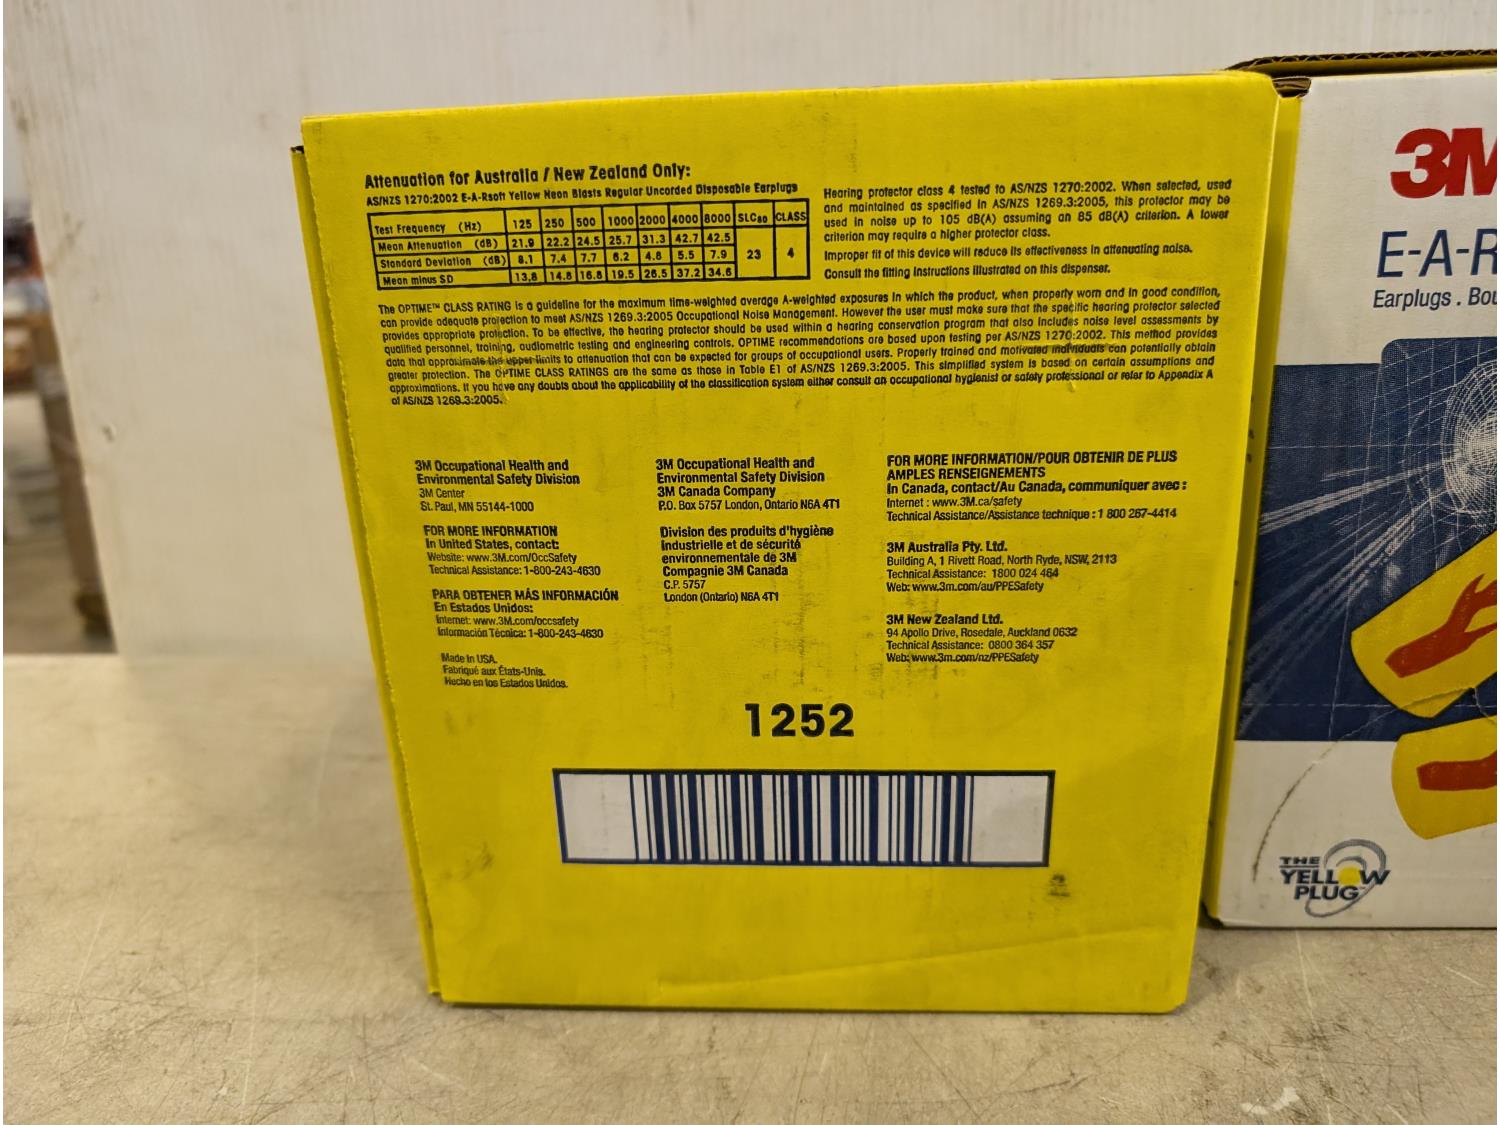 Attenuation for Australia / New Zealand Only:
AS/NZS 1270:2002 E-A-Rsoft Yellow Neon Blasts Regular Uncorded Disposable Earplugs
Test Frequency (Hz) 125 250 500 1000 2000 4000 8000 SLC80 CLASS
Mean Attenuation (dB) 21.9 22.2 24.5 25.7 31.3 42.7 42.5 23 4
Standard Deviation (dB) 8.1 7.4 7.7 6.2 4.8 5.5 7.9
Mean minus SD 13.8 14.8 16.8 19.5 26.5 37.2 34.6
Hearing protector class 4 tested to AS/NZS 1270:2002. When selected, used
and maintained as specified in AS/NZS 1269.3:2005, this protector may be
used in noise up to 105 dB(A) assuming an 85 dB(A) criterion. A lower
criterion may require a higher protector class.
Improper fit of this device will reduce its effectiveness in attenuating noise.
Consult the fitting instructions illustrated on this dispenser.
The OPTIME™ CLASS RATING is a guideline for the maximum time-weighted average A-weighted exposures in which the product, when properly worn and in good condition,
can provide adequate protection to meet AS/NZS 1269.3:2005 Occupational Noise Management. However the user must make sure that the specific hearing protector selected
provides appropriate protection. To be effective, the hearing protector should be used within a hearing conservation program that also includes noise level assessments by
qualified personnel, training, audiometric testing and engineering controls. OPTIME recommendations are based upon testing per AS/NZS 1270:2002. This method provides
data that approximate the upper limits to attenuation that can be expected for groups of occupational users. Properly trained and motivated individuals can potentially obtain
greater protection. The OPTIME CLASS RATINGS are the same as those in Table E1 of AS/NZS 1269.3:2005. This simplified system is based on certain assumptions and
approximations. If you have any doubts about the applicability of the classification system either consult an occupational hygienist or safety professional or refer to Appendix A
of AS/NZS 1269.3:2005.
3M Occupational Health and
Environmental Safety Division
3M Center
St. Paul, MN 55144-1000
FOR MORE INFORMATION
In United States, contact:
Website: www.3M.com/OccSafety
Technical Assistance: 1-800-243-4630
PARA OBTENER MÁS INFORMACIÓN
En Estados Unidos:
Internet: www.3M.com/occsafety
Información Técnica: 1-800-243-4630
Made in USA.
Fabriqué aux États-Unis.
Hecho en los Estados Unidos.
3M Occupational Health and
Environmental Safety Division
3M Canada Company
P.O. Box 5757 London, Ontario N6A 4T1
Division des produits d'hygiène
industrielle et de sécurité
environnementale de 3M
Compagnie 3M Canada
C.P. 5757
London (Ontario) N6A 4T1
FOR MORE INFORMATION/POUR OBTENIR DE PLUS
AMPLES RENSEIGNEMENTS
In Canada, contact/Au Canada, communiquer avec :
Internet : www.3M.ca/safety
Technical Assistance/Assistance technique : 1 800 267-4414
3M Australia Pty. Ltd.
Building A, 1 Rivett Road, North Ryde, NSW, 2113
Technical Assistance: 1800 024 464
Web: www.3m.com/au/PPESafety
3M New Zealand Ltd.
94 Apollo Drive, Rosedale, Auckland 0632
Technical Assistance: 0800 364 357
Web: www.3m.com/nz/PPESafety
1252
3M
E-A-R
Earplugs . Bou
THE
YELLOW
PLUG™